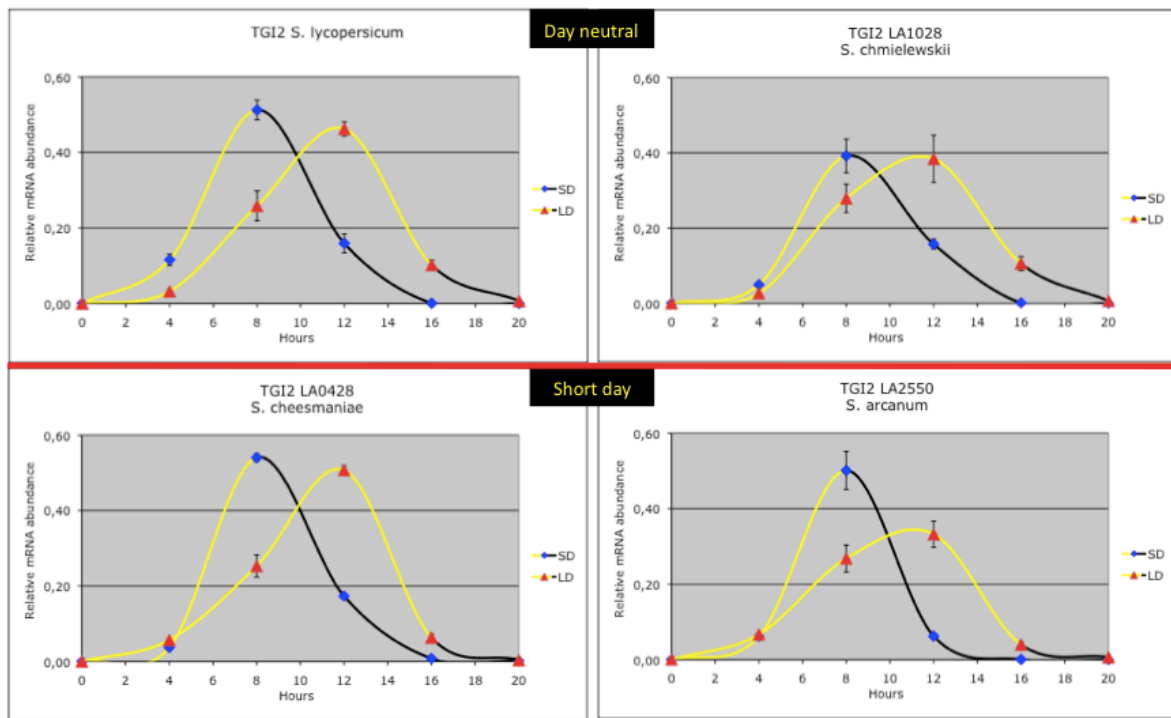 TGI2 S. lycopersicum
Relative mRNA abundance
0,60
0,40
0,20
0,00
0 2 4 6 8 10 12 14 16 18 20
Hours
SD
LD
Day neutral
TGI2 LA1028
S. chmielewskii
Relative mRNA abundance
0,60
0,40
0,20
0,00
0 2 4 6 8 10 12 14 16 18 20
Hours
SD
LD
TGI2 LA0428
S. cheesmaniae
Relative mRNA abundance
0,60
0,40
0,20
0,00
0 2 4 6 8 10 12 14 16 18 20
Hours
SD
LD
Short day
TGI2 LA2550
S. arcanum
Relative mRNA abundance
0,60
0,40
0,20
0,00
0 2 4 6 8 10 12 14 16 18 20
Hours
SD
LD